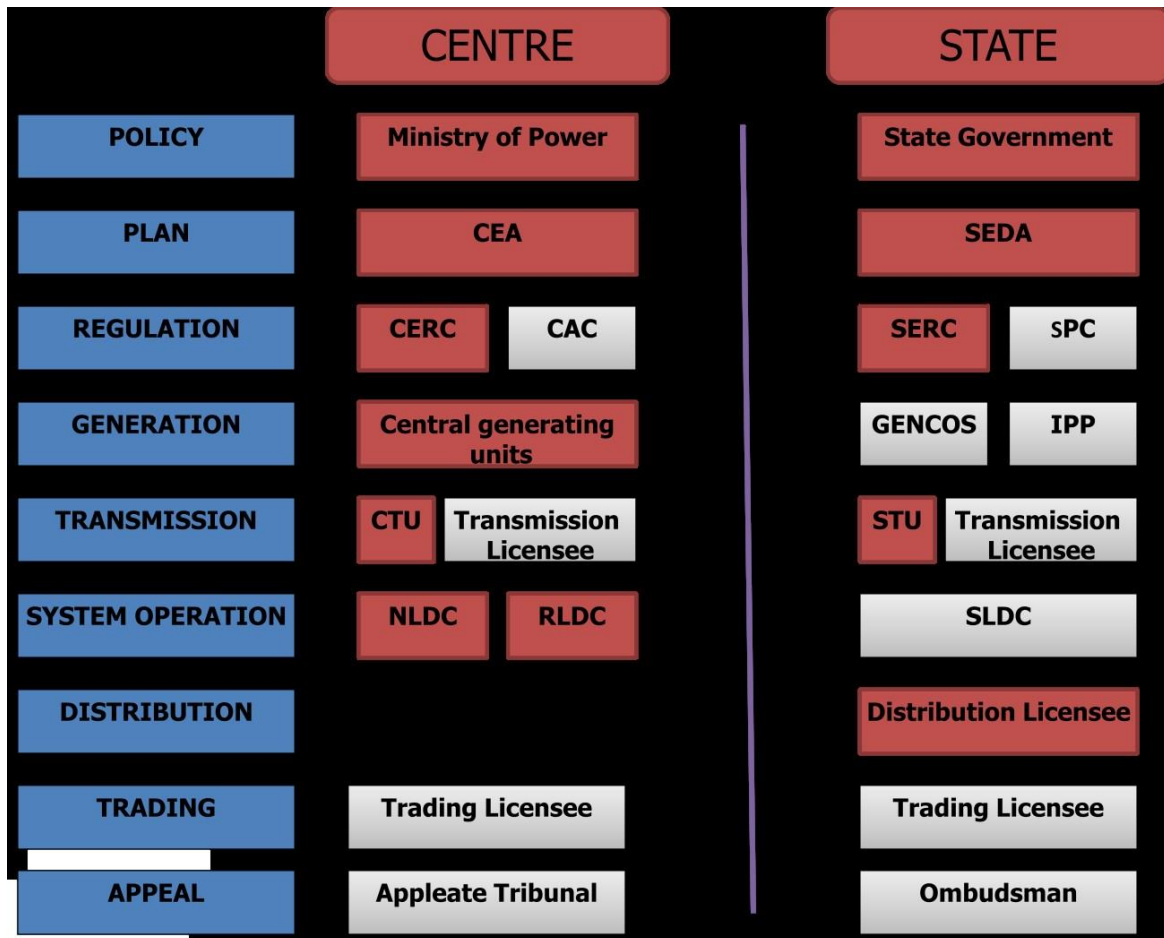 CENTRE STATE
POLICY Ministry of Power State Government
PLAN CEA SEDA
REGULATION CERC CAC SERC SPC
GENERATION Central generating units GENCOS IPP
TRANSMISSION CTU Transmission Licensee STU Transmission Licensee
SYSTEM OPERATION NLDC RLDC SLDC
DISTRIBUTION Distribution Licensee
TRADING Trading Licensee Trading Licensee
APPEAL Appleate Tribunal Ombudsman